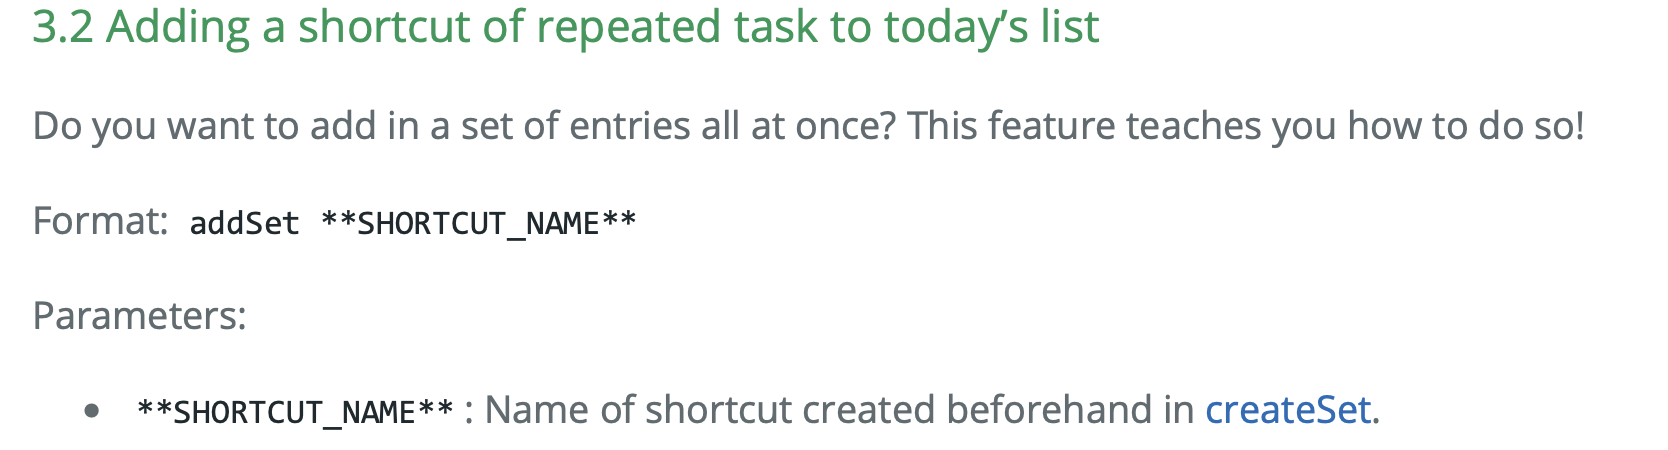 3.2 Adding a shortcut of repeated task to today’s list
Do you want to add in a set of entries all at once? This feature teaches you how to do so!
Format: addSet **SHORTCUT_NAME**
Parameters:
• **SHORTCUT_NAME** : Name of shortcut created beforehand in createSet.